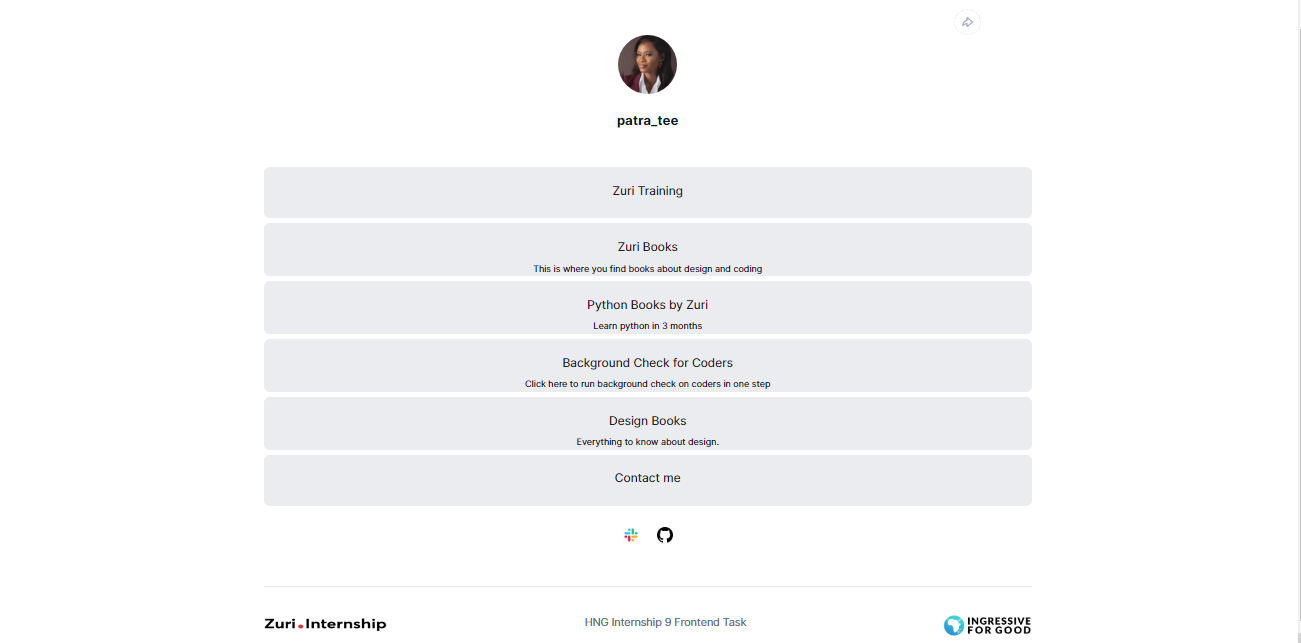 patra_tee
Zuri Training
Zuri Books
This is where you find books about design and coding
Python Books by Zuri
Learn python in 3 months
Background Check for Coders
Click here to run background check on coders in one step
Design Books
Everything to know about design.
Contact me
Zuri.Internship
HNG Internship 9 Frontend Task
INGRESSIVE
FOR GOOD